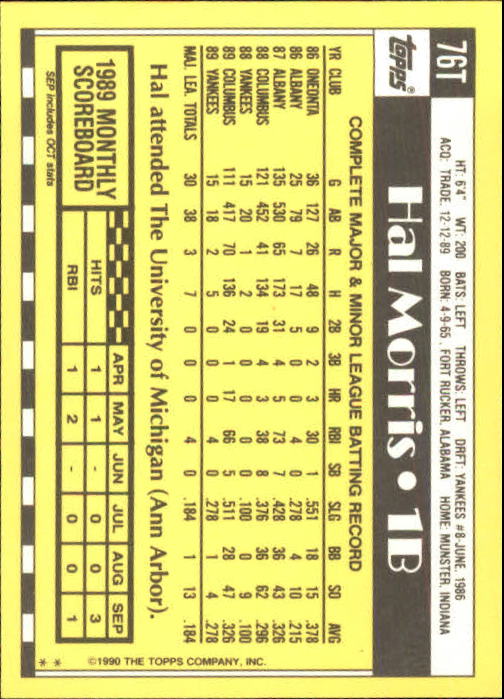 76T
HT: 6'4" WT: 200 BATS: LEFT THROWS: LEFT DRFT: YANKEES #8-JUNE, 1986
ACQ: TRADE, 12-12-89 BORN: 4-9-65, FORT RUCKER, ALABAMA HOME: MUNSTER, INDIANA
TOPPS®
Hal Morris • 1B
COMPLETE MAJOR & MINOR LEAGUE BATTING RECORD
YR CLUB G AB R H 2B 3B HR RBI SB SLG BB SO AVG
86 ONEONTA 36 127 26 48 9 2 3 30 1 .551 18 15 .378
86 ALBANY 25 79 7 17 5 0 0 4 0 .278 4 10 .215
87 ALBANY 135 530 65 173 31 4 5 73 7 .428 36 43 .326
88 COLUMBUS 121 452 41 134 19 4 3 38 8 .376 36 62 .296
88 YANKEES 15 20 1 2 0 0 0 0 0 .100 0 9 .100
89 COLUMBUS 111 417 70 136 24 1 17 66 5 .511 28 47 .326
89 YANKEES 15 18 2 5 0 0 0 4 0 .278 1 4 .278
MAJ. LEA. TOTALS 30 38 3 7 0 0 0 4 0 .184 1 13 .184
Hal attended The University of Michigan (Ann Arbor).
1989 MONTHLY
SCOREBOARD
SEP includes OCT stats
APR MAY JUN JUL AUG SEP
HITS 1 1 - 0 0 3
RBI 1 2 - 0 0 1
* * ©1990 THE TOPPS COMPANY, INC.